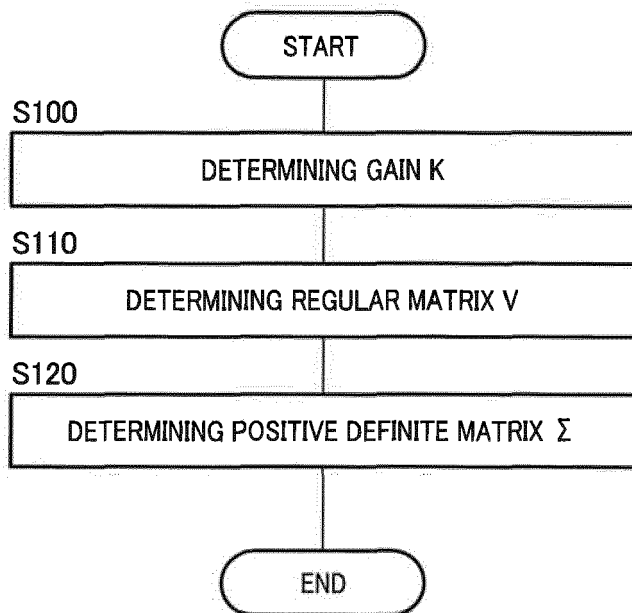 START
S100
DETERMINING GAIN K
S110
DETERMINING REGULAR MATRIX V
S120
DETERMINING POSITIVE DEFINITE MATRIX Σ
END